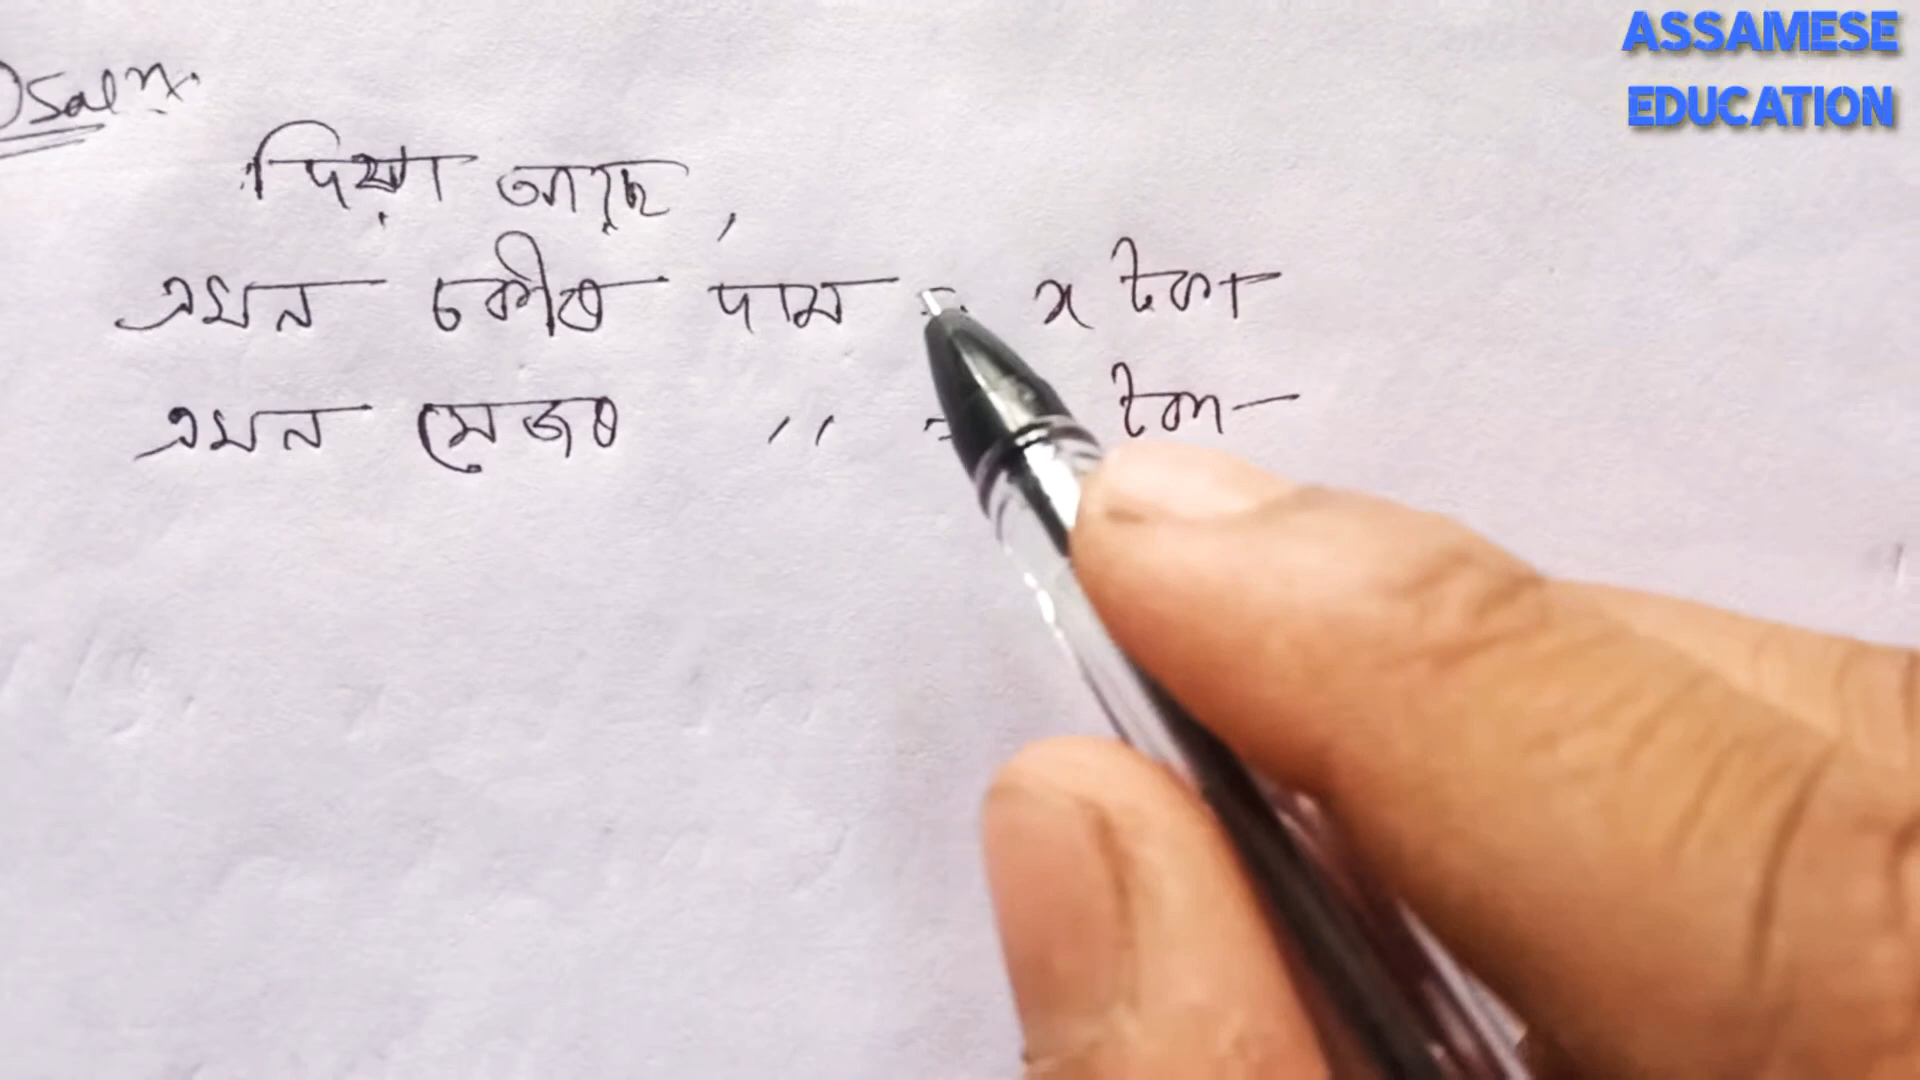 ASSAMESE
EDUCATION
Solⁿ.
দিয়া আছে,
এখন চকীৰ দাম = x টকা
এখন মেজৰ " = টকা